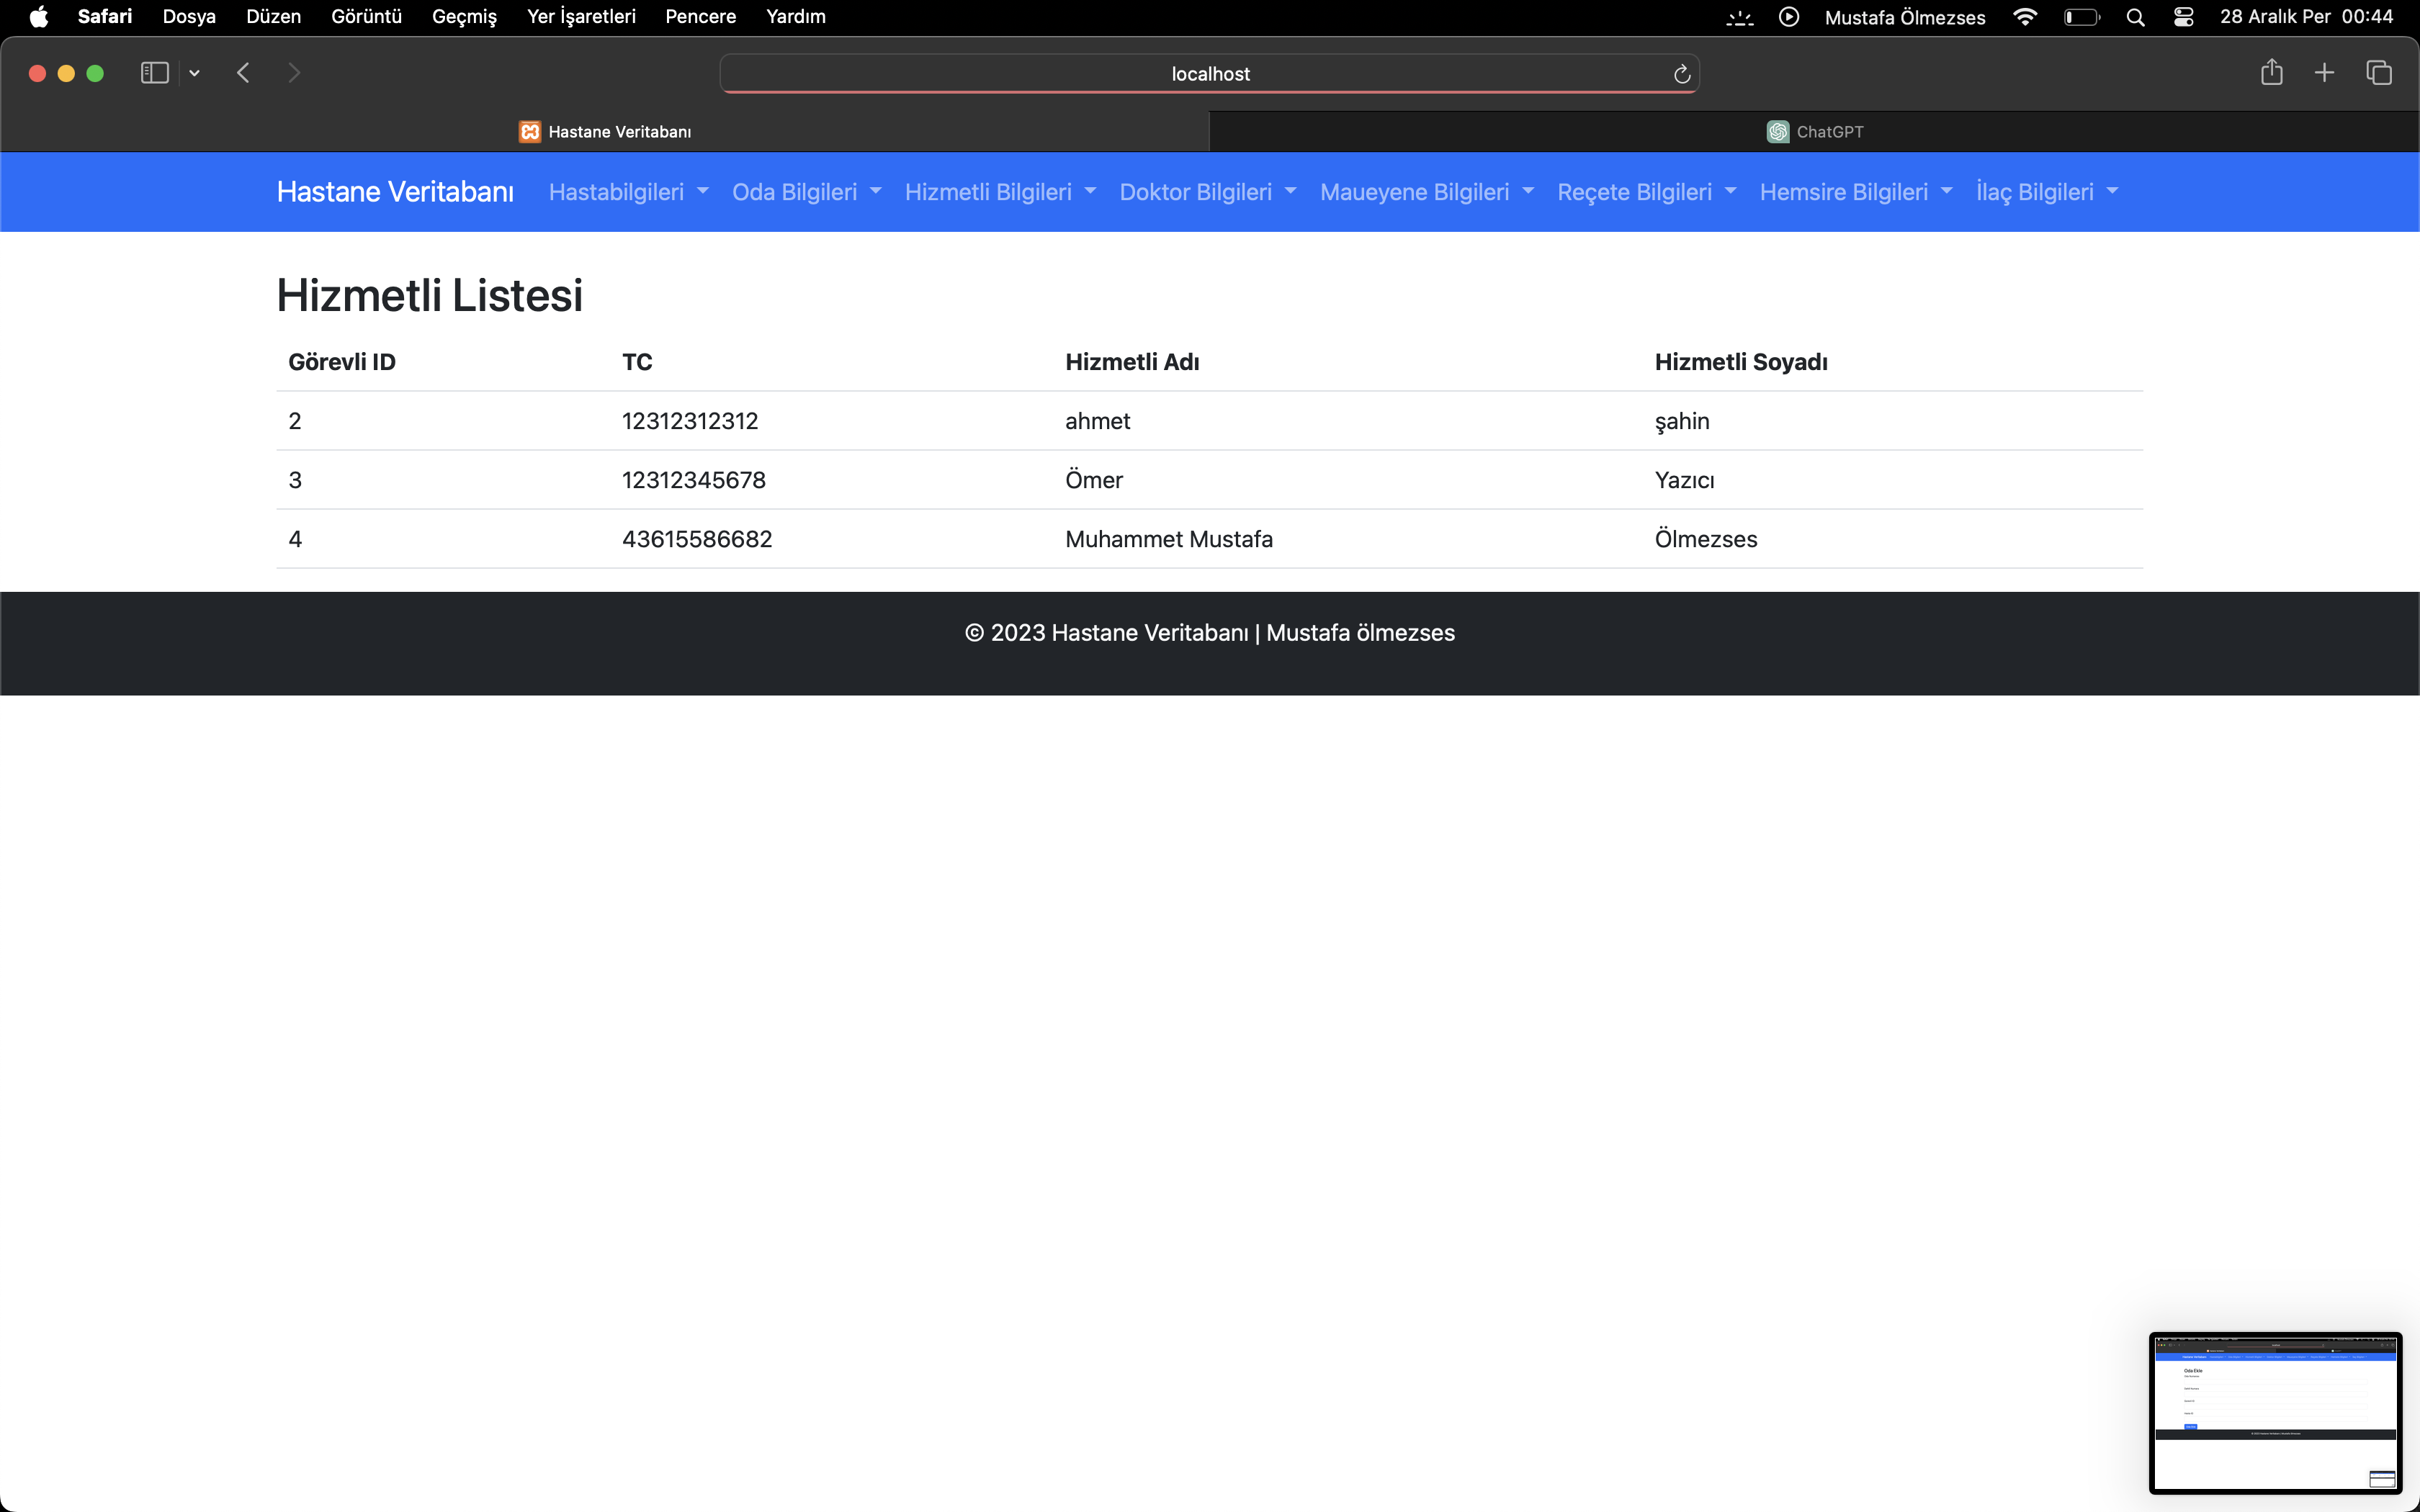 Safari Dosya Düzen Görüntü Geçmiş Yer İşaretleri Pencere Yardım Mustafa Ölmezses 28 Aralık Per 00:44
localhost
Hastane Veritabanı ChatGPT
Hastane Veritabanı Hastabilgileri Oda Bilgileri Hizmetli Bilgileri Doktor Bilgileri Maueyene Bilgileri Reçete Bilgileri Hemsire Bilgileri İlaç Bilgileri
Hizmetli Listesi
Görevli ID TC Hizmetli Adı Hizmetli Soyadı
2 12312312312 ahmet şahin
3 12312345678 Ömer Yazıcı
4 43615586682 Muhammet Mustafa Ölmezses
© 2023 Hastane Veritabanı | Mustafa ölmezses
Oda Ekle